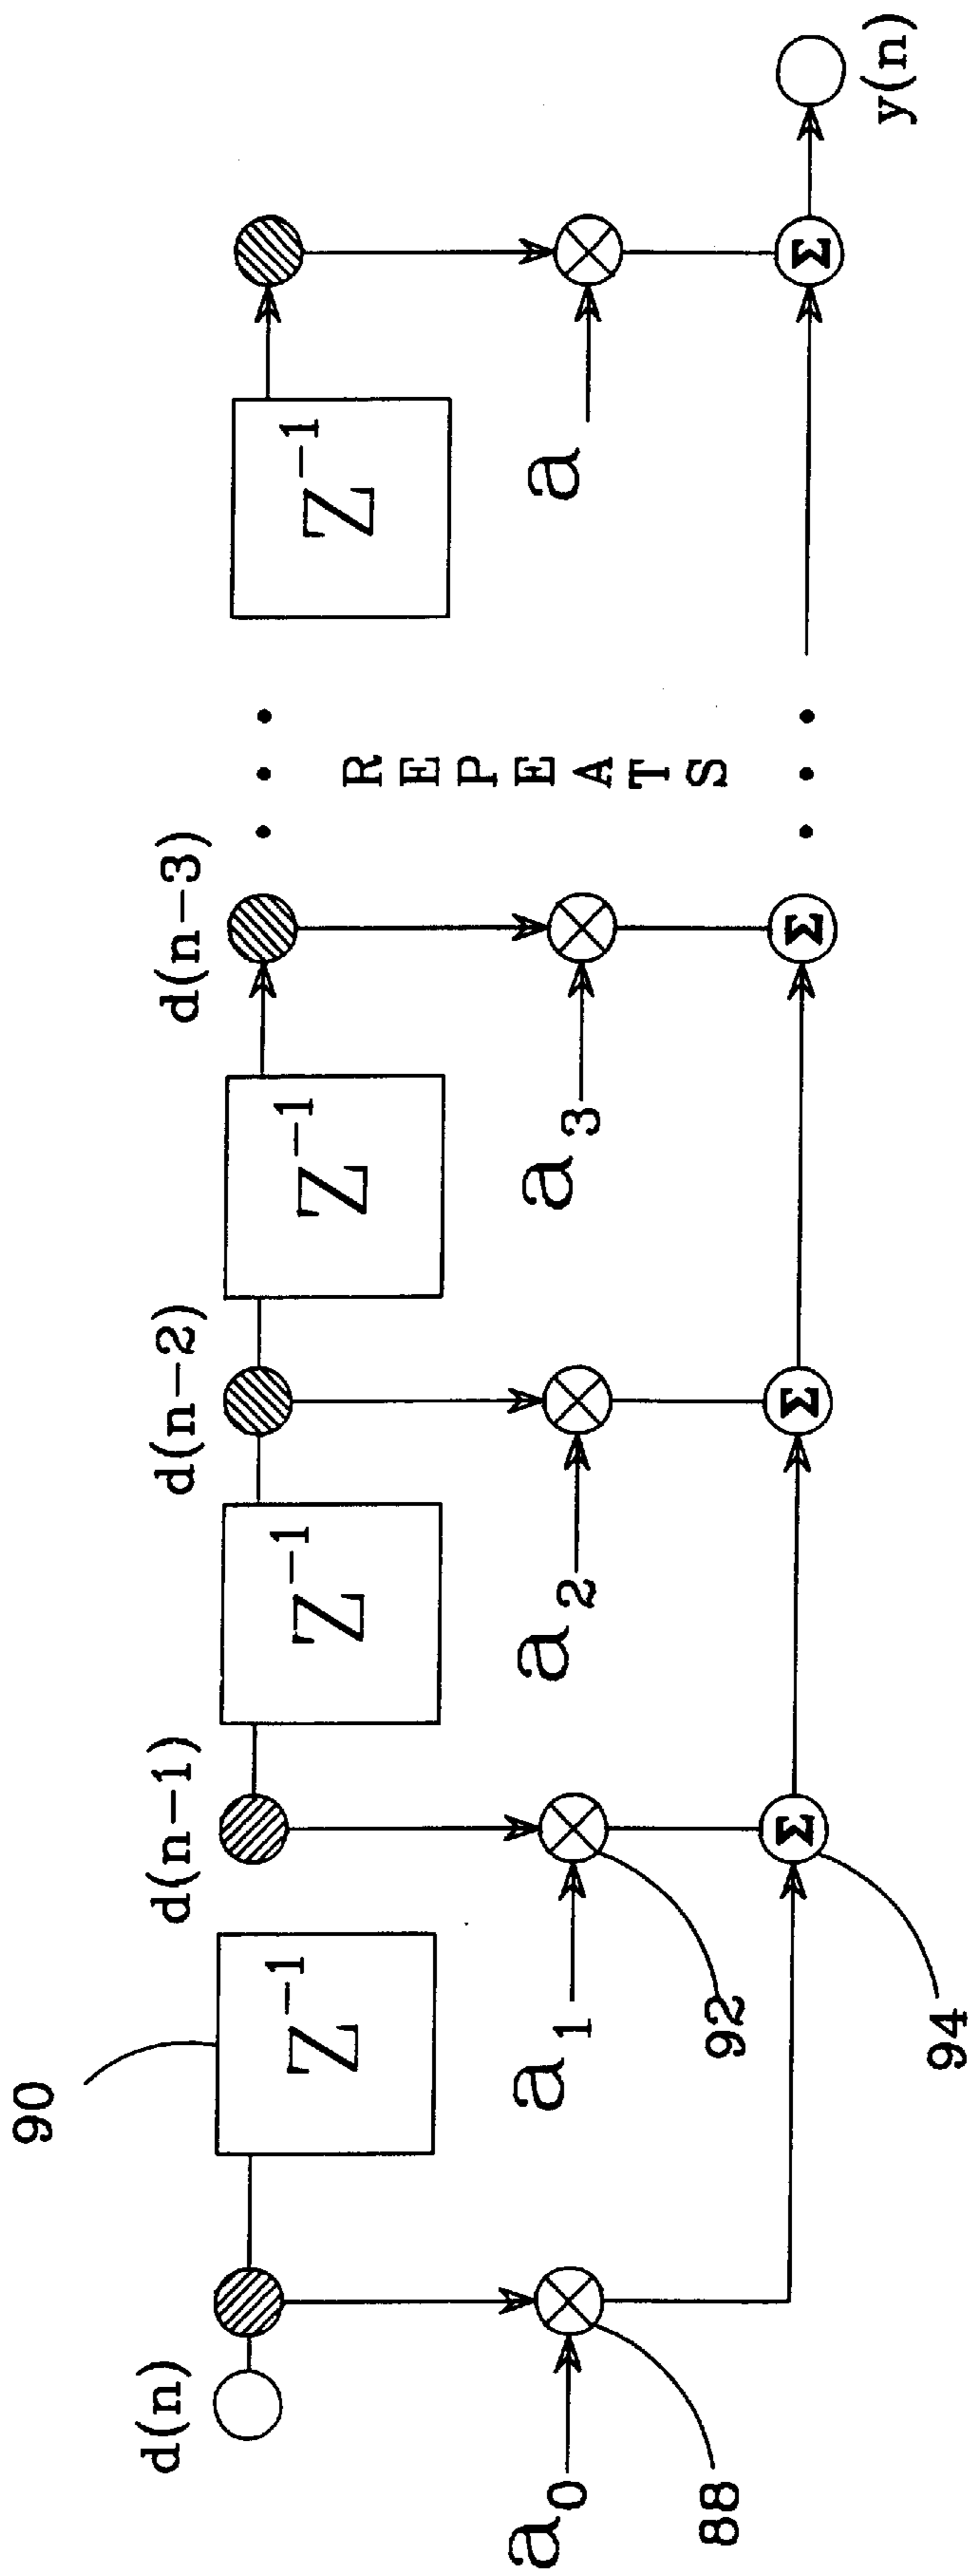 90
d(n)
d(n−1)
d(n−2)
d(n−3)
Z⁻¹
Z⁻¹
Z⁻¹
Z⁻¹
REPEATS
a₀
a₁
a₂
a₃
a
88
92
Σ
Σ
Σ
Σ
94
y(n)